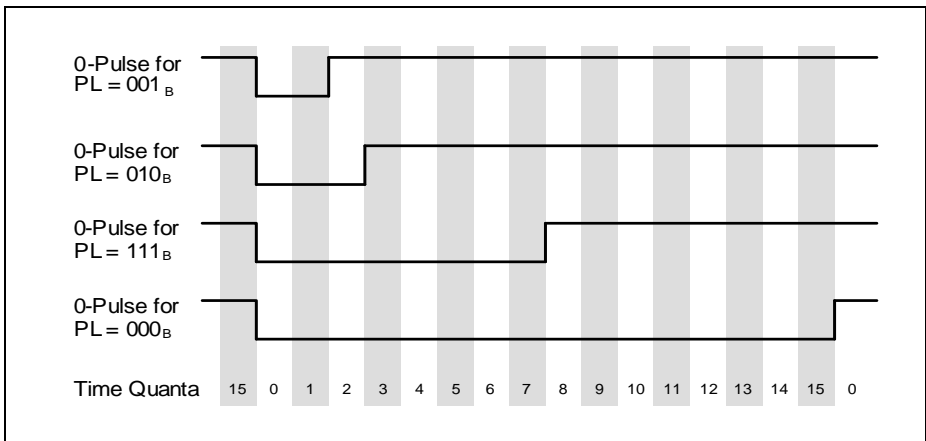 0-Pulse for
PL = 001 B
0-Pulse for
PL = 010B
0-Pulse for
PL = 111 B
0-Pulse for
PL = 000B
Time Quanta 15 0 1 2 3 4 5 6 7 8 9 10 11 12 13 14 15 0